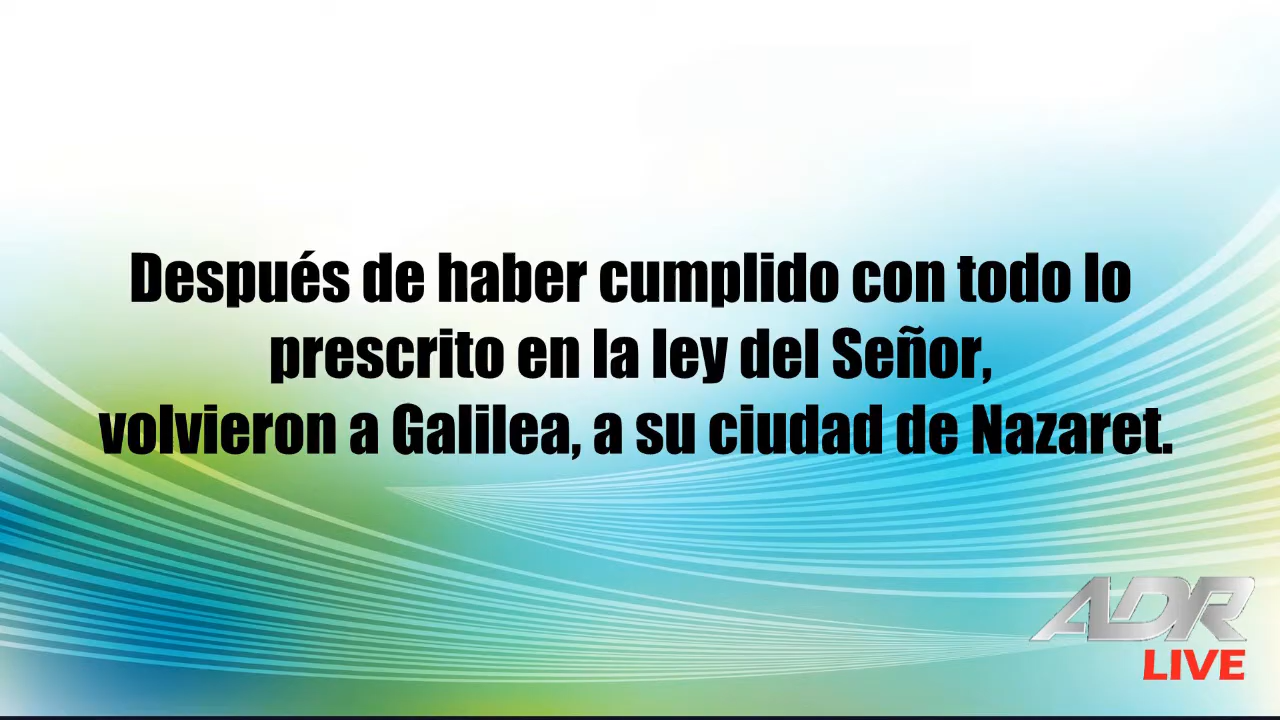 Después de haber cumplido con todo lo
prescrito en la ley del Señor,
volvieron a Galilea, a su ciudad de Nazaret.
ADR
LIVE